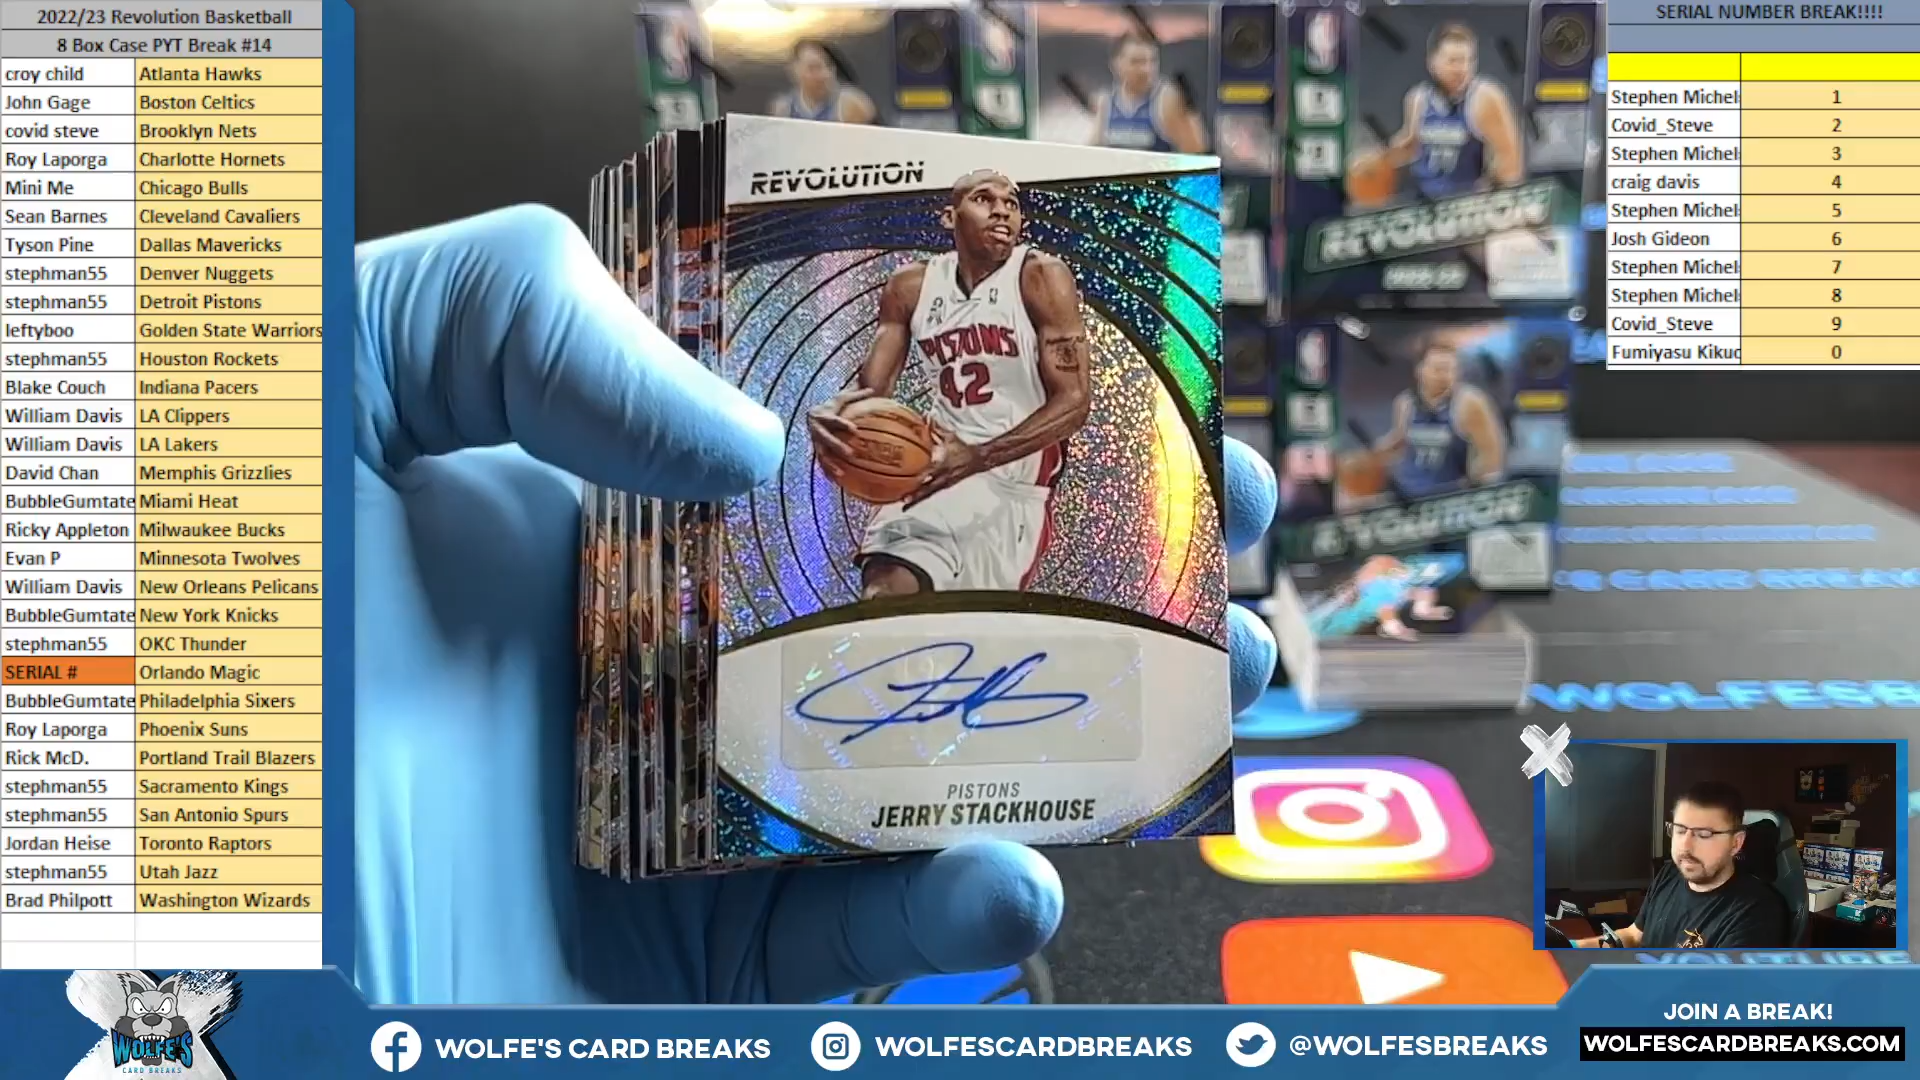 2022/23 Revolution Basketball
8 Box Case PYT Break #14
croy child Atlanta Hawks
John Gage Boston Celtics
covid steve Brooklyn Nets
Roy Laporga Charlotte Hornets
Mini Me Chicago Bulls
Sean Barnes Cleveland Cavaliers
Tyson Pine Dallas Mavericks
stephman55 Denver Nuggets
stephman55 Detroit Pistons
leftyboo Golden State Warriors
stephman55 Houston Rockets
Blake Couch Indiana Pacers
William Davis LA Clippers
William Davis LA Lakers
David Chan Memphis Grizzlies
BubbleGumtate Miami Heat
Ricky Appleton Milwaukee Bucks
Evan P Minnesota Twolves
William Davis New Orleans Pelicans
BubbleGumtate New York Knicks
stephman55 OKC Thunder
SERIAL # Orlando Magic
BubbleGumtate Philadelphia Sixers
Roy Laporga Phoenix Suns
Rick McD. Portland Trail Blazers
stephman55 Sacramento Kings
stephman55 San Antonio Spurs
Jordan Heise Toronto Raptors
stephman55 Utah Jazz
Brad Philpott Washington Wizards
REVOLUTION
PISTONS
42
PISTONS
JERRY STACKHOUSE
REVOLUTION
REVOLUTION
WOLFESB
SERIAL NUMBER BREAK!!!!
Stephen Michel 1
Covid_Steve 2
Stephen Michel 3
craig davis 4
Stephen Michel 5
Josh Gideon 6
Stephen Michel 7
Stephen Michel 8
Covid_Steve 9
Fumiyasu Kikuc 0
WOLFE'S
CARD BREAKS
WOLFE'S CARD BREAKS
WOLFESCARDBREAKS
@WOLFESBREAKS
JOIN A BREAK!
WOLFESCARDBREAKS.COM